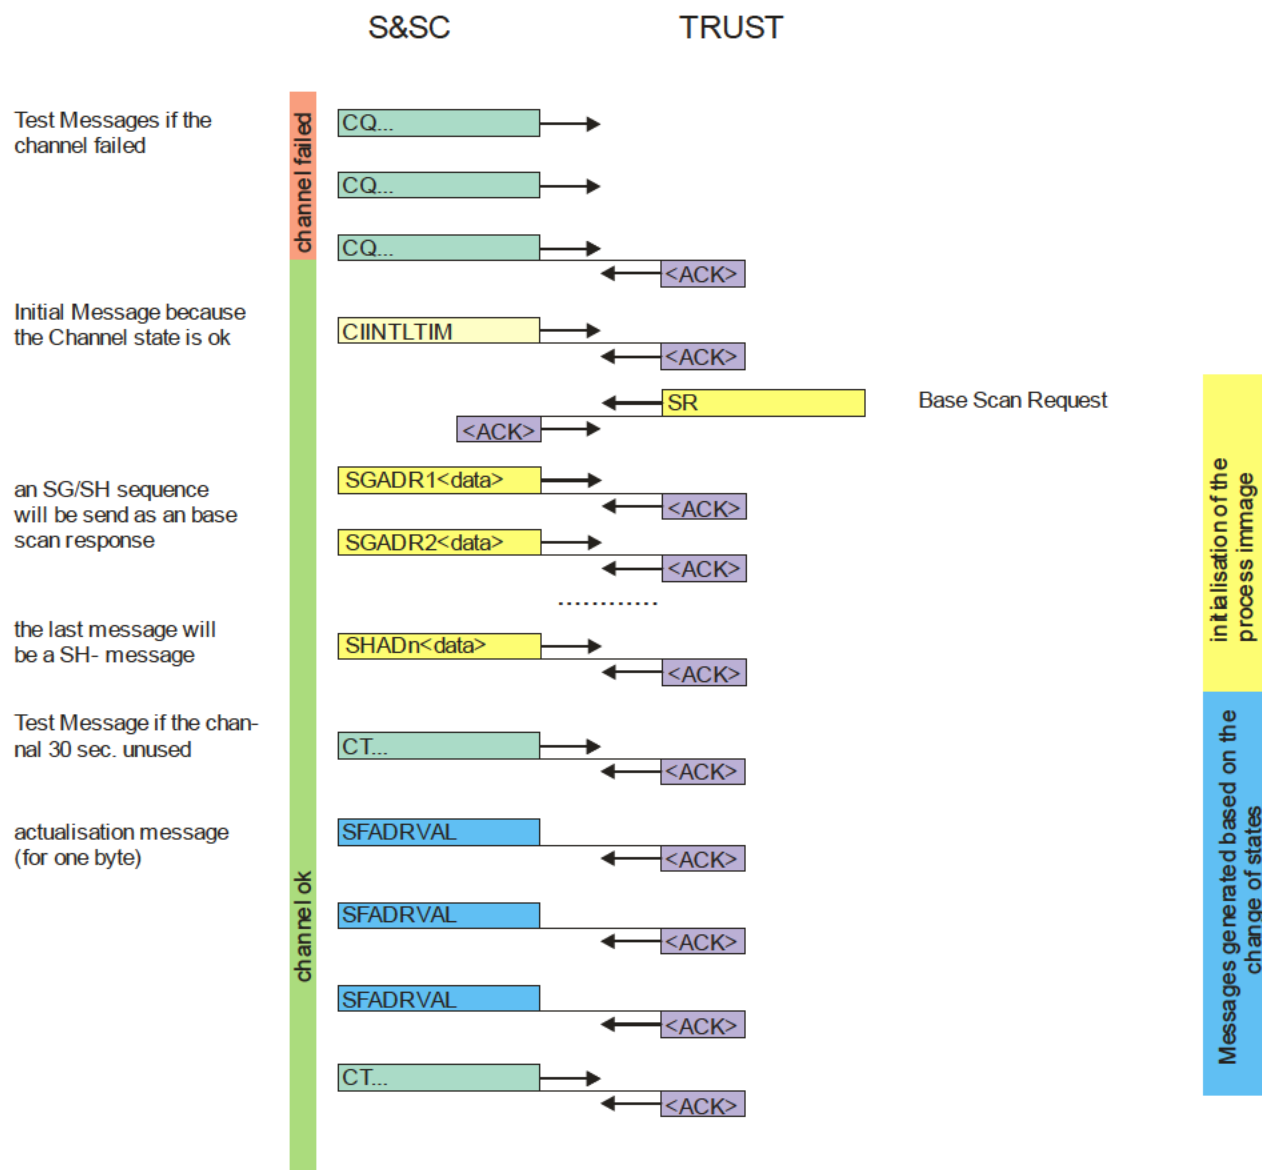 S&SC
TRUST
Test Messages if the
channel failed
channel failed
CQ...
CQ...
CQ...
<ACK>
Initial Message because
the Channel state is ok
CIINTLTIM
<ACK>
SR
Base Scan Request
<ACK>
an SG/SH sequence
will be send as an base
scan response
SGADR1<data>
<ACK>
SGADR2<data>
<ACK>
............
the last message will
be a SH- message
SHADn<data>
<ACK>
initialisation of the
process immage
Test Message if the chan-
nal 30 sec. unused
CT...
<ACK>
actualisation message
(for one byte)
SFADRVAL
<ACK>
channel ok
SFADRVAL
<ACK>
SFADRVAL
<ACK>
CT...
<ACK>
Messages generated based on the
change of states